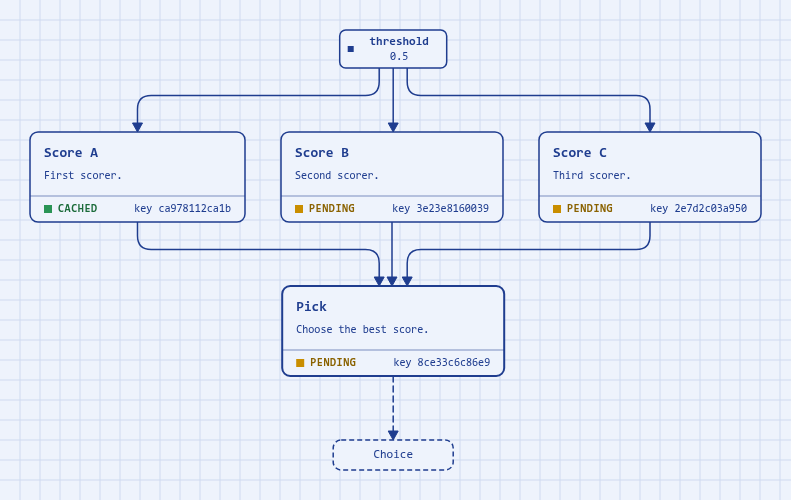 threshold
0.5
Score A
First scorer.
CACHED key ca978112ca1b
Score B
Second scorer.
PENDING key 3e23e8160039
Score C
Third scorer.
PENDING key 2e7d2c03a950
Pick
Choose the best score.
PENDING key 8ce33c6c86e9
Choice